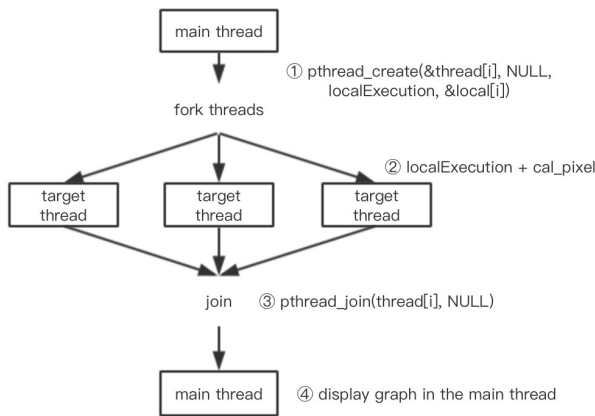 main thread
① pthread_create(&thread[i], NULL,
localExecution, &local[i])
fork threads
② localExecution + cal_pixel
target
thread
target
thread
target
thread
join
③ pthread_join(thread[i], NULL)
main thread
④ display graph in the main thread